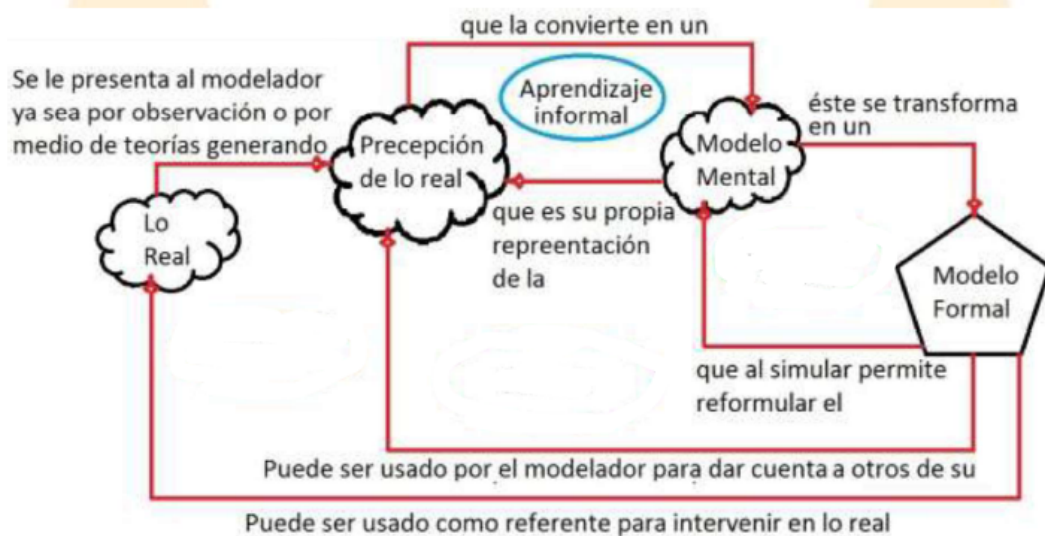 que la convierte en un
Se le presenta al modelador
ya sea por observación o por
medio de teorías generando
Aprendizaje
informal
éste se transforma
en un
Precepción
de lo real
Modelo
Mental
Lo
Real
que es su propia
repreentación
de la
Modelo
Formal
que al simular permite
reformular el
Puede ser usado por el modelador para dar cuenta a otros de su
Puede ser usado como referente para intervenir en lo real